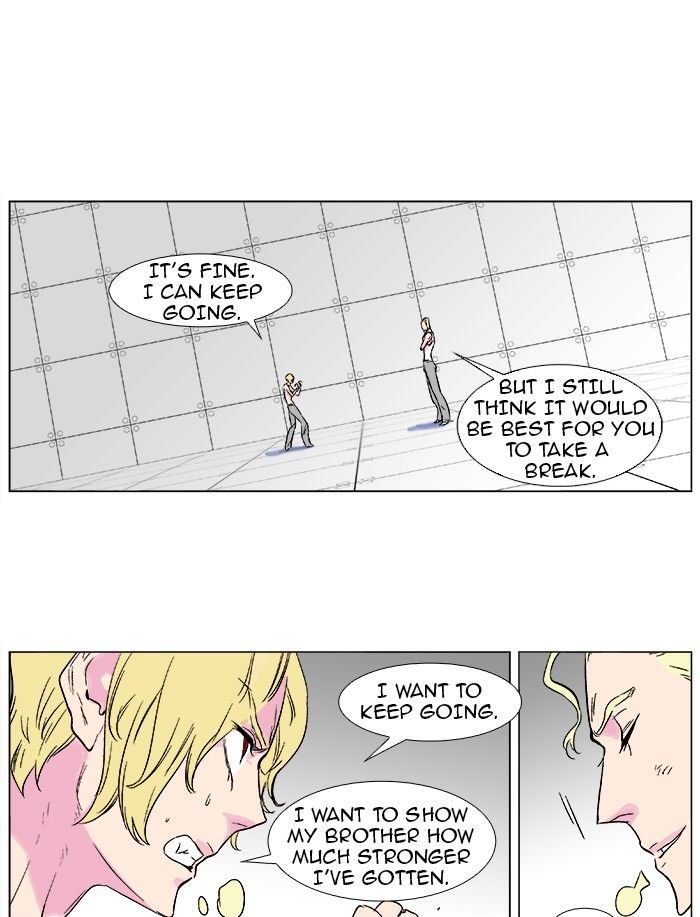 IT'S FINE.
I CAN KEEP
GOING.
BUT I STILL
THINK IT WOULD
BE BEST FOR YOU
TO TAKE A
BREAK.
I WANT TO
KEEP GOING.
I WANT TO SHOW
MY BROTHER HOW
MUCH STRONGER
I'VE GOTTEN.